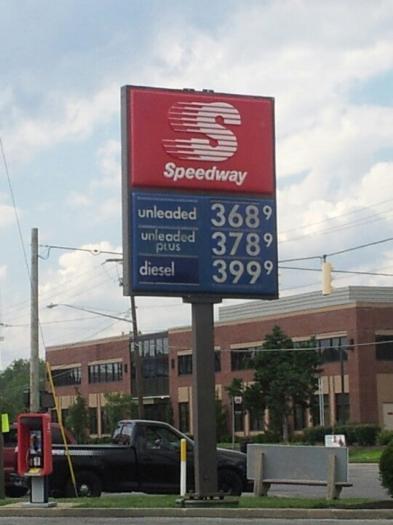 S
Speedway
unleaded 368 9
unleaded plus 378 9
diesel 399 9